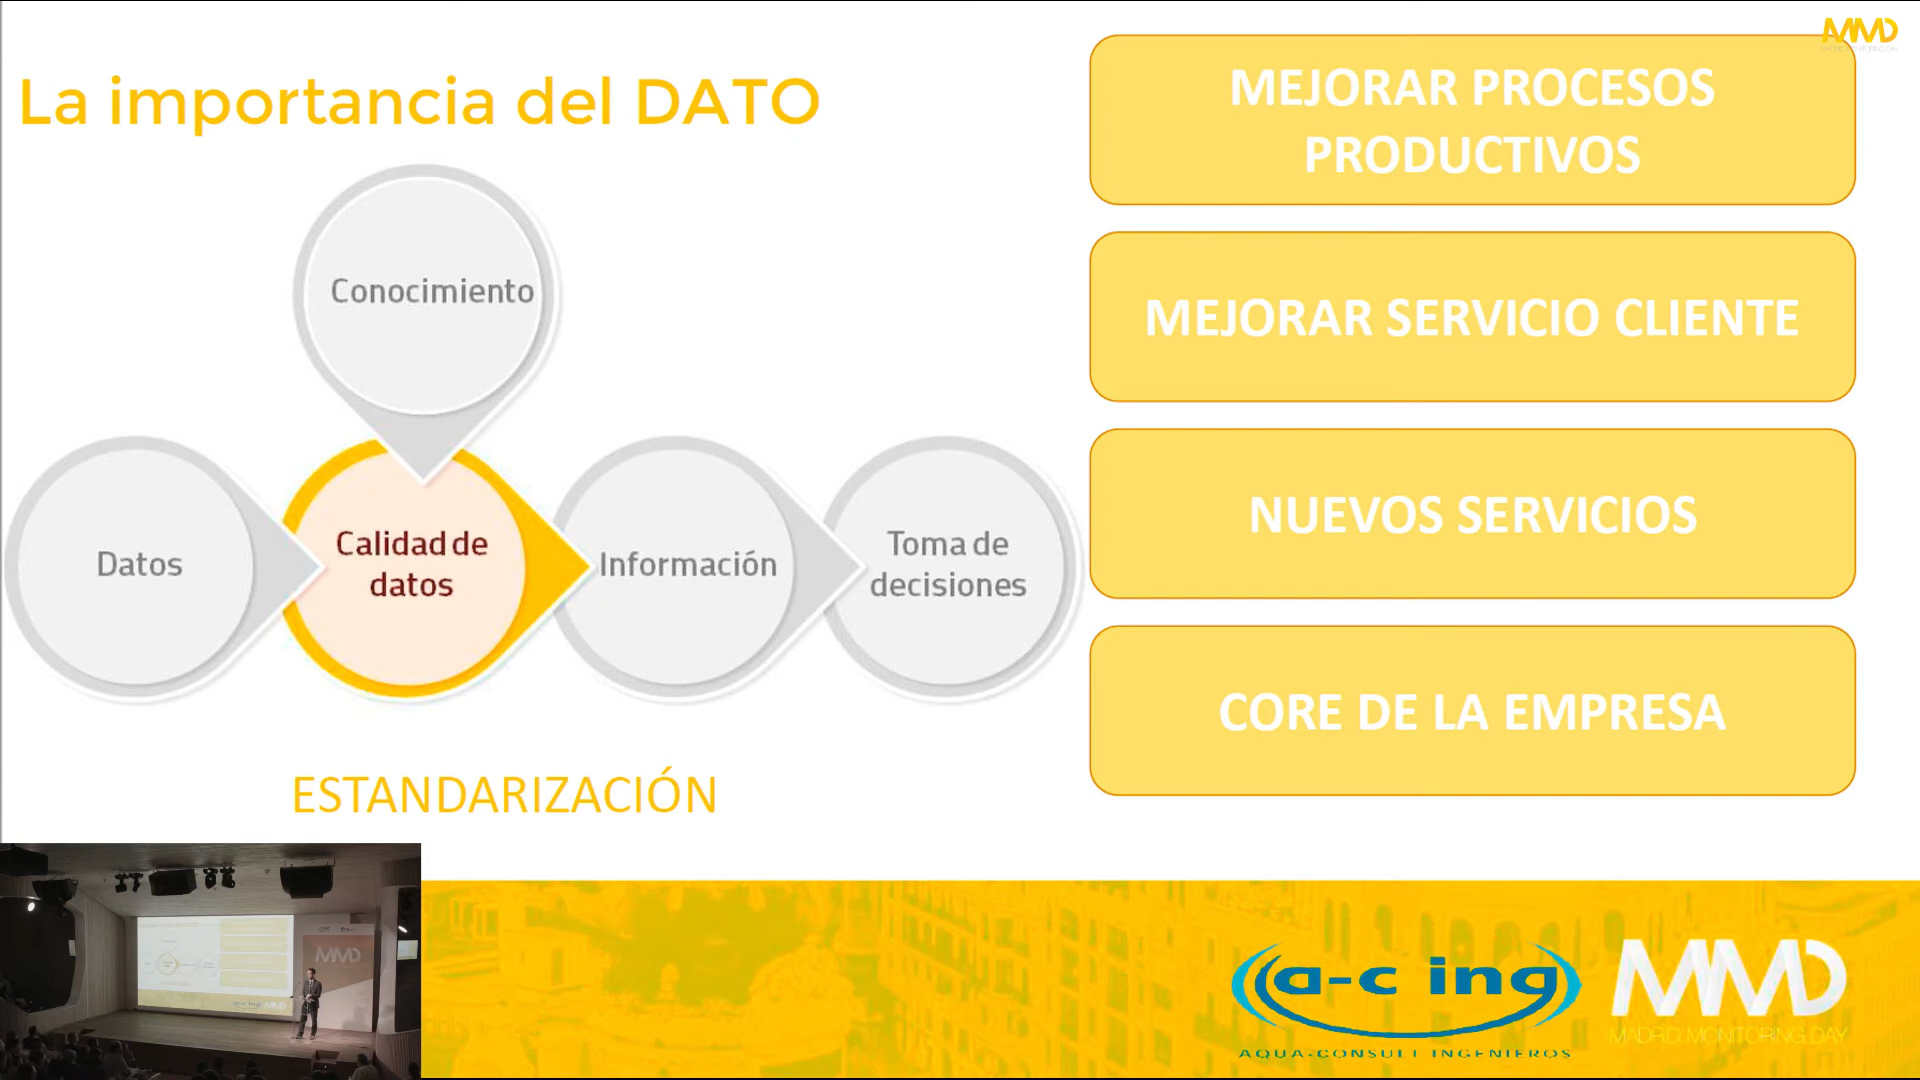 MMD
La importancia del DATO
Conocimiento
Datos
Calidad de
datos
Información
Toma de
decisiones
ESTANDARIZACIÓN
MEJORAR PROCESOS
PRODUCTIVOS
MEJORAR SERVICIO CLIENTE
NUEVOS SERVICIOS
CORE DE LA EMPRESA
MMD
a-c ing
AQUA-CONSULT INGENIEROS
MMD
MADRID MONITORING DAY